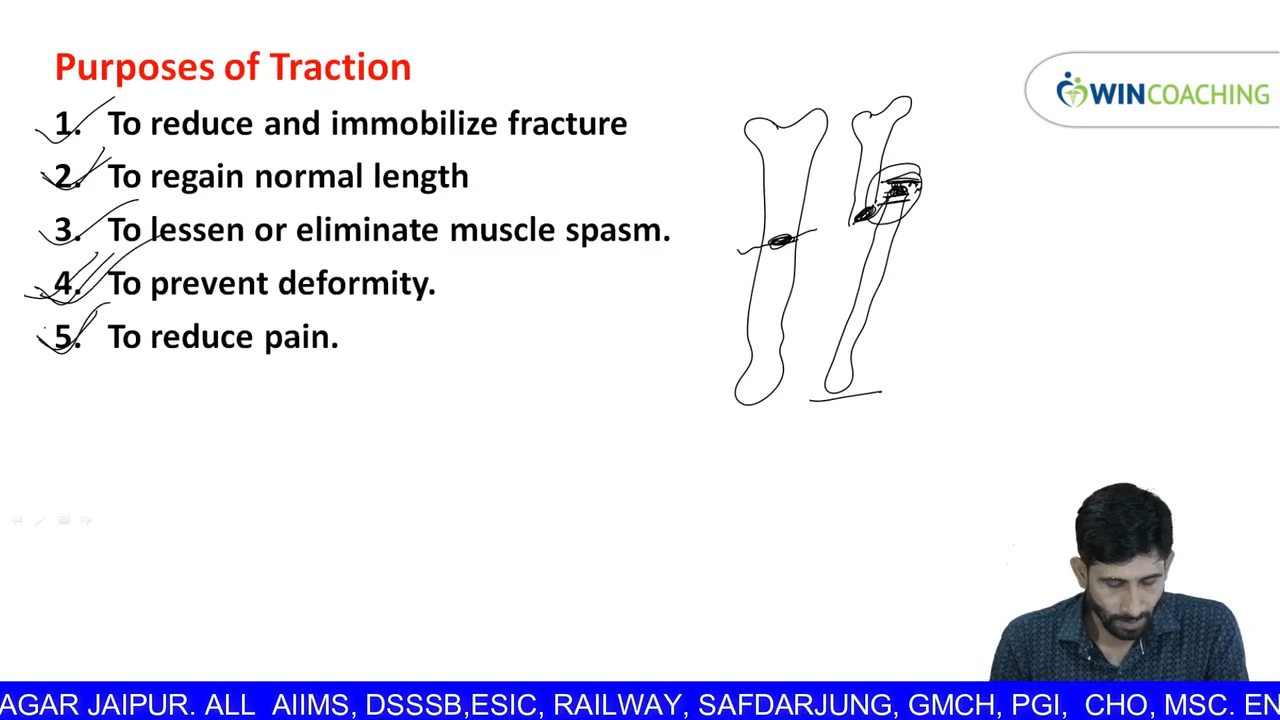 Purposes of Traction
WINCOACHING
1. To reduce and immobilize fracture
2. To regain normal length
3. To lessen or eliminate muscle spasm.
4. To prevent deformity.
5. To reduce pain.
AGAR JAIPUR. ALL AIIMS, DSSSB,ESIC, RAILWAY, SAFDARJUNG, GMCH, PGI, CHO, MSC. EN